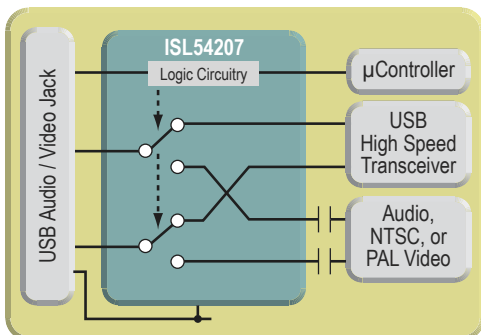 USB Audio / Video Jack
ISL54207
Logic Circuitry
µController
USB
High Speed
Transceiver
Audio,
NTSC, or
PAL Video